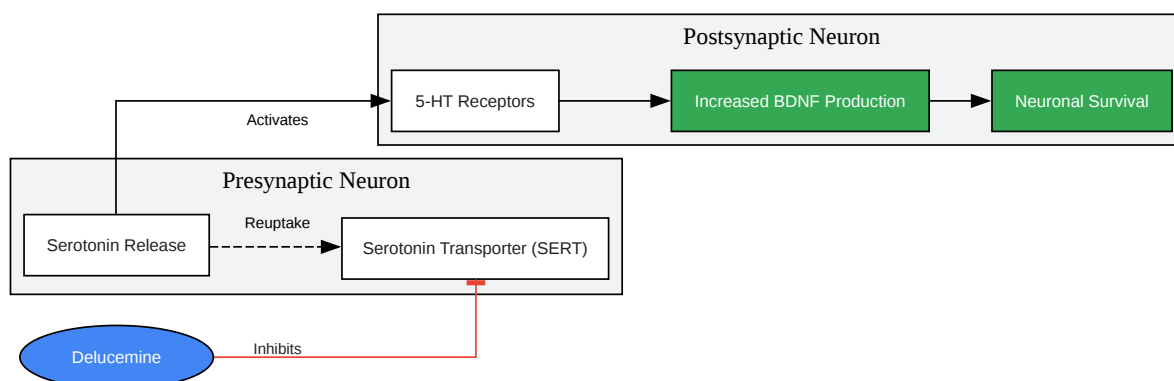 Postsynaptic Neuron
5-HT Receptors
Increased BDNF Production
Neuronal Survival
Activates
Presynaptic Neuron
Serotonin Release
Reuptake
Serotonin Transporter (SERT)
Delucemine
Inhibits